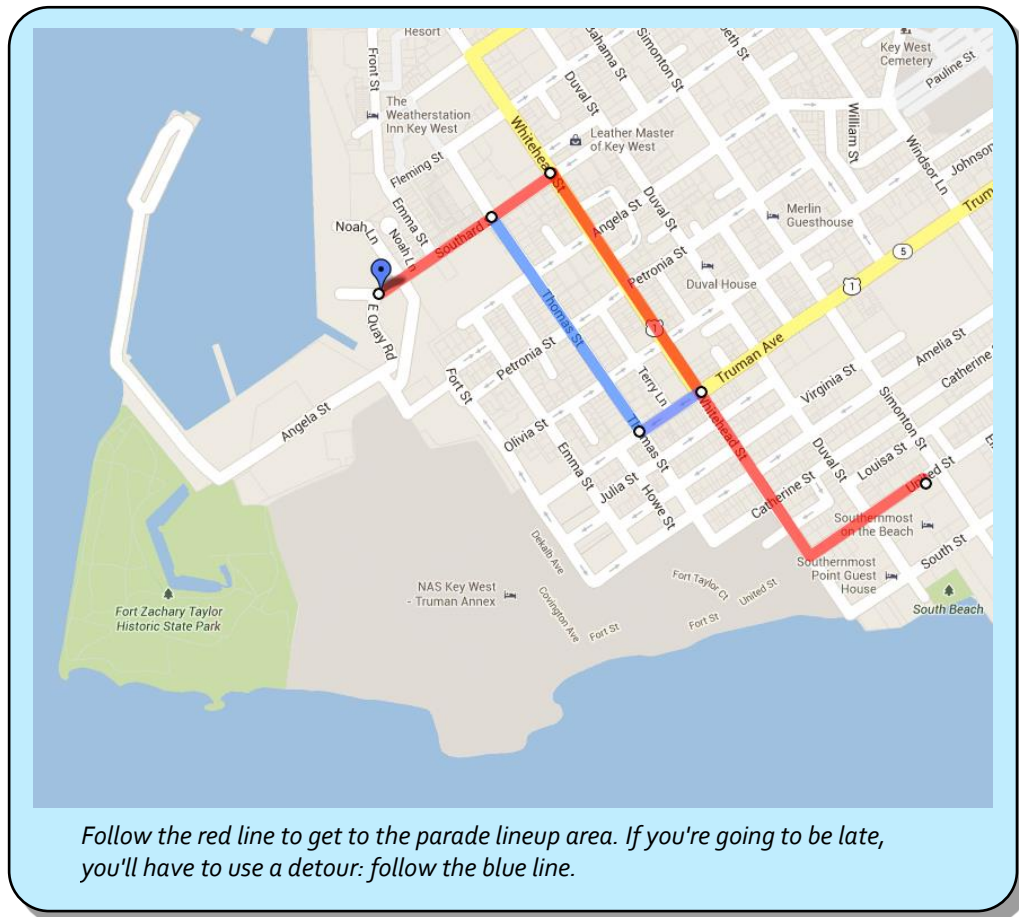 Resort
Front St
Bahama St
Simonton St
beth St
Key West
Cemetery
Pauline St
Duval St
The
Weatherstation
Inn Key West
Whitehead St
Leather Master
of Key West
William St
Windsor Ln
Johnson
Fleming St
Emma St
Angela St
Duval St
Merlin
Guesthouse
Trum
Noah Ln
Noah Ln
Southard
Petronia St
Duval House
5
1
E Quay Rd
Thomas St
1
Truman Ave
Amelia St
Catherine
Petronia St
Terry Ln
Virginia St
Fort St
Simonton St
Angela St
Olivia St
Thomas St
Whitehead St
Duval St
Louisa St
Emma St
Julia St
Howe St
Catherine St
United St
Southernmost
on the Beach
Dekalb Ave
South St
Southernmost
Point Guest
House
NAS Key West
- Truman Annex
Fort Taylor Ct
United St
Covington Ave
Fort St
Fort St
South Beach
Fort Zachary Taylor
Historic State Park
Follow the red line to get to the parade lineup area. If you're going to be late,
you'll have to use a detour: follow the blue line.